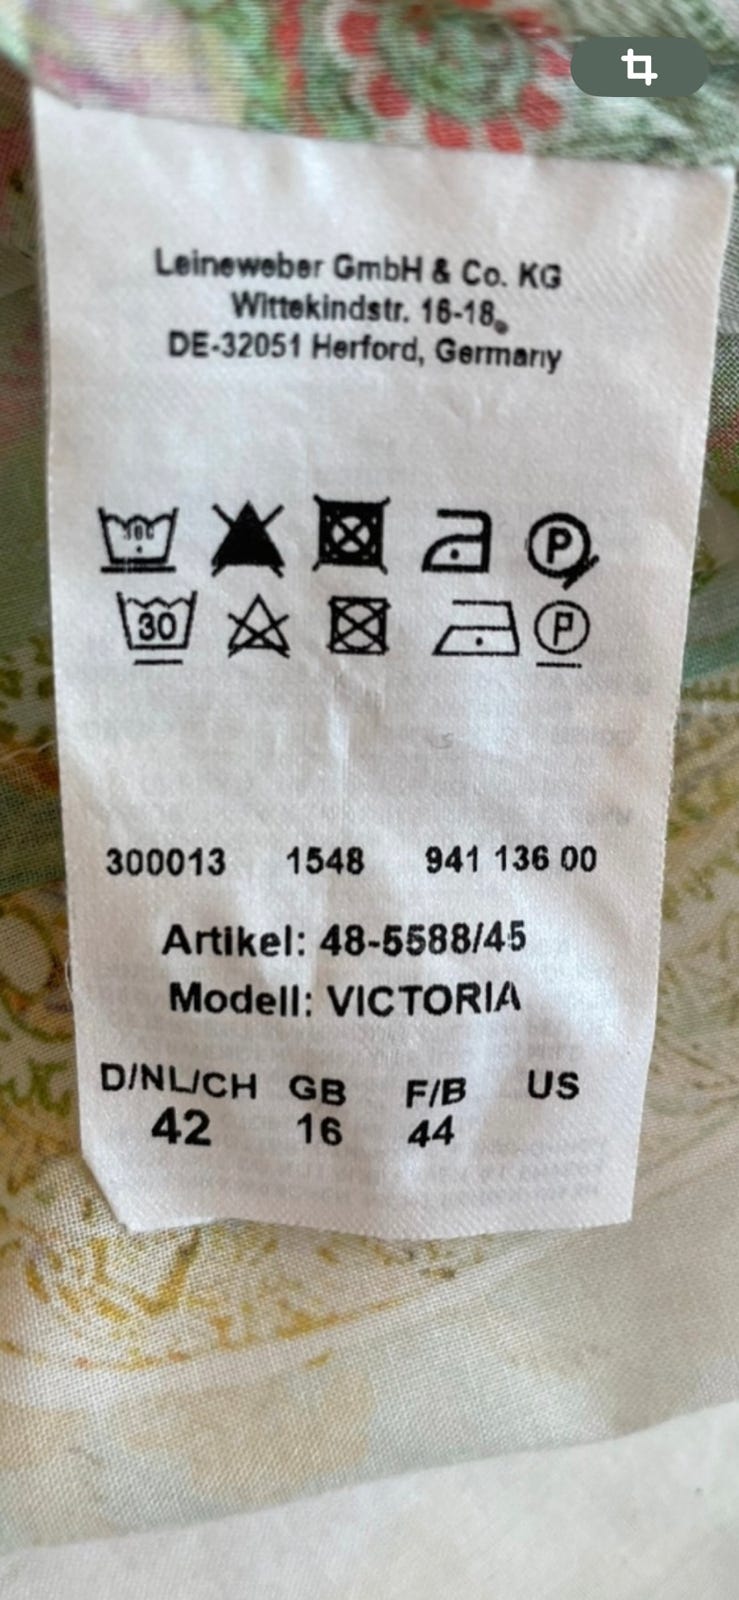 Leineweber GmbH & Co. KG
Wittekindstr. 16-18
DE-32051 Herford, Germany
30
P
P
300013 1548 941 136 00
Artikel: 48-5588/45
Modell: VICTORIA
D/NL/CH GB F/B US
42 16 44